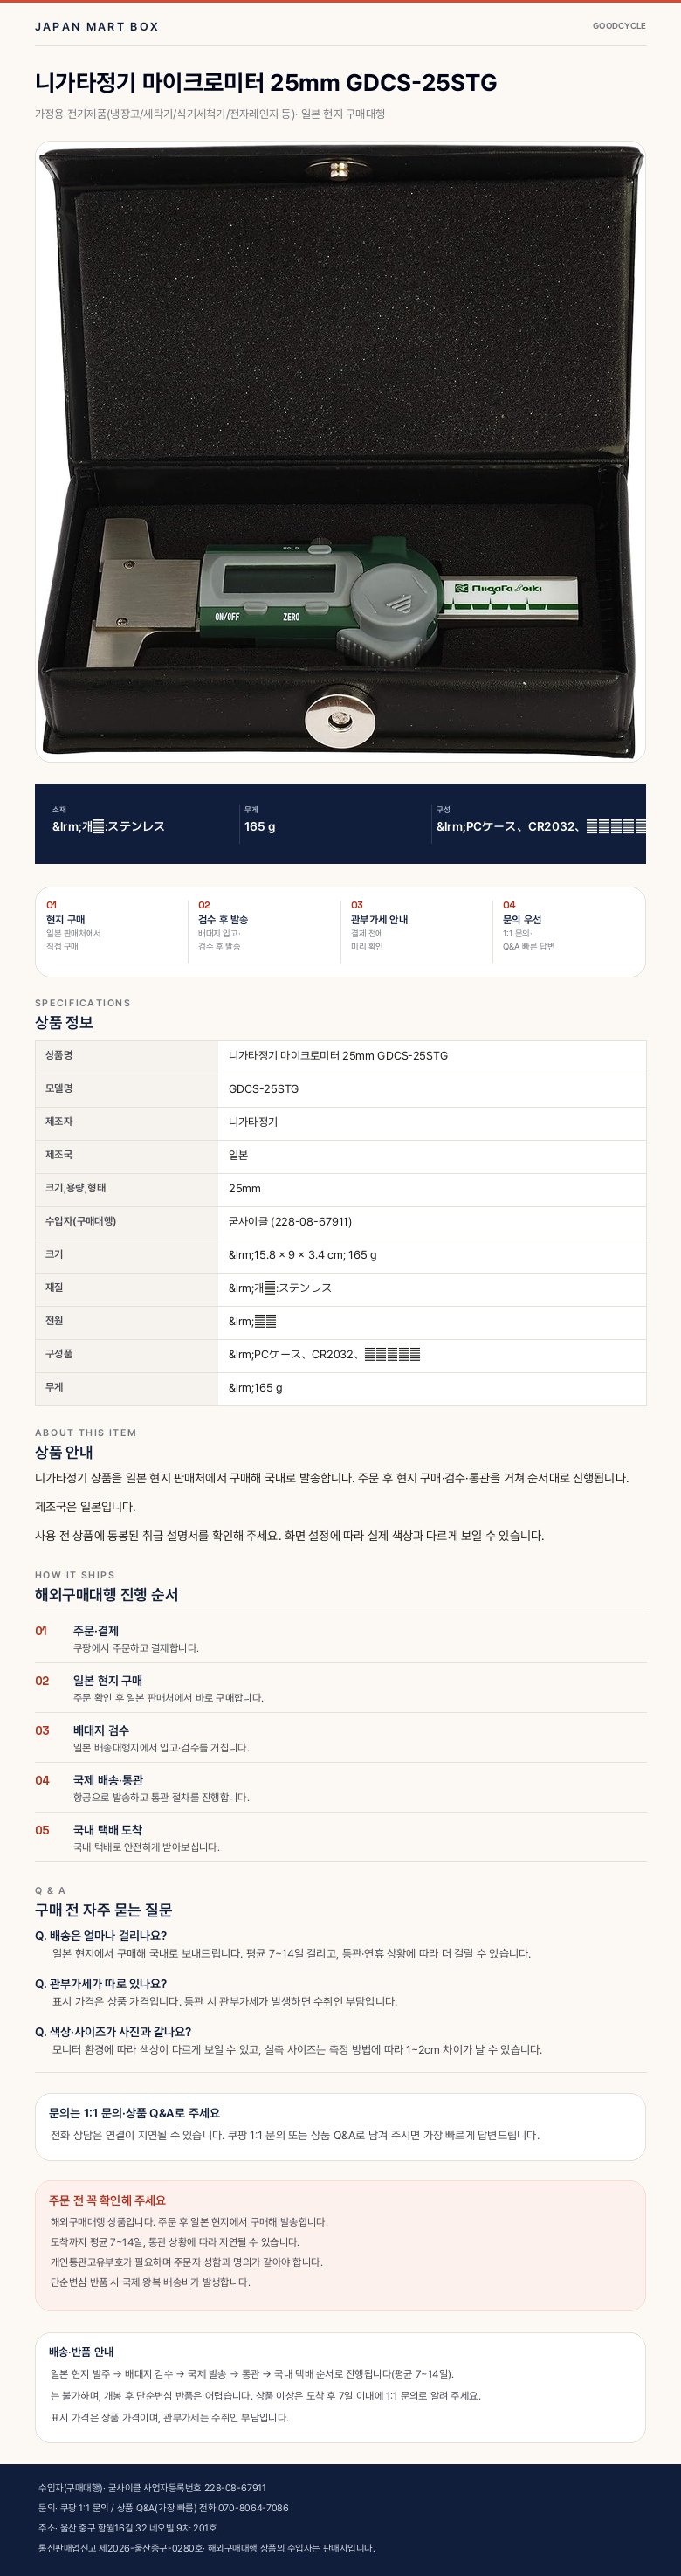 JAPAN MART BOX
GOODCYCLE
니가타정기 마이크로미터 25mm GDCS-25STG
가정용 전기제품(냉장고/세탁기/식기세척기/전자레인지 등)· 일본 현지 구매대행
HOLD
ON/OFF ZERO
Niigata Seiki
소재
&lrm;개:ステンレス
무게
165 g
구성
&lrm;PCケース、CR2032、
01
현지 구매
일본 판매처에서
직접 구매
02
검수 후 발송
배대지 입고·
검수 후 발송
03
관부가세 안내
결제 전에
미리 확인
04
문의 우선
1:1 문의·
Q&A 빠른 답변
SPECIFICATIONS
상품 정보
상품명 니가타정기 마이크로미터 25mm GDCS-25STG
모델명 GDCS-25STG
제조자 니가타정기
제조국 일본
크기,용량,형태 25mm
수입자(구매대행) 굳사이클 (228-08-67911)
크기 &lrm;15.8 × 9 × 3.4 cm; 165 g
재질 &lrm;개:ステンレス
전원 &lrm;
구성품 &lrm;PCケース、CR2032、
무게 &lrm;165 g
ABOUT THIS ITEM
상품 안내
니가타정기 상품을 일본 현지 판매처에서 구매해 국내로 발송합니다. 주문 후 현지 구매·검수·통관을 거쳐 순서대로 진행됩니다.
제조국은 일본입니다.
사용 전 상품에 동봉된 취급 설명서를 확인해 주세요. 화면 설정에 따라 실제 색상과 다르게 보일 수 있습니다.
HOW IT SHIPS
해외구매대행 진행 순서
01 주문·결제
쿠팡에서 주문하고 결제합니다.
02 일본 현지 구매
주문 확인 후 일본 판매처에서 바로 구매합니다.
03 배대지 검수
일본 배송대행지에서 입고·검수를 거칩니다.
04 국제 배송·통관
항공으로 발송하고 통관 절차를 진행합니다.
05 국내 택배 도착
국내 택배로 안전하게 받아보십니다.
Q & A
구매 전 자주 묻는 질문
Q. 배송은 얼마나 걸리나요?
일본 현지에서 구매해 국내로 보내드립니다. 평균 7~14일 걸리고, 통관·연휴 상황에 따라 더 걸릴 수 있습니다.
Q. 관부가세가 따로 있나요?
표시 가격은 상품 가격입니다. 통관 시 관부가세가 발생하면 수취인 부담입니다.
Q. 색상·사이즈가 사진과 같나요?
모니터 환경에 따라 색상이 다르게 보일 수 있고, 실측 사이즈는 측정 방법에 따라 1~2cm 차이가 날 수 있습니다.
문의는 1:1 문의·상품 Q&A로 주세요
전화 상담은 연결이 지연될 수 있습니다. 쿠팡 1:1 문의 또는 상품 Q&A로 남겨 주시면 가장 빠르게 답변드립니다.
주문 전 꼭 확인해 주세요
해외구매대행 상품입니다. 주문 후 일본 현지에서 구매해 발송합니다.
도착까지 평균 7~14일, 통관 상황에 따라 지연될 수 있습니다.
개인통관고유부호가 필요하며 주문자 성함과 명의가 같아야 합니다.
단순변심 반품 시 국제 왕복 배송비가 발생합니다.
배송·반품 안내
일본 현지 발주 → 배대지 검수 → 국제 발송 → 통관 → 국내 택배 순서로 진행됩니다(평균 7~14일).
는 불가하며, 개봉 후 단순변심 반품은 어렵습니다. 상품 이상은 도착 후 7일 이내에 1:1 문의로 알려 주세요.
표시 가격은 상품 가격이며, 관부가세는 수취인 부담입니다.
수입자(구매대행)· 굳사이클 사업자등록번호 228-08-67911
문의· 쿠팡 1:1 문의 / 상품 Q&A(가장 빠름) 전화 070-8064-7086
주소· 울산 중구 함월16길 32 네오빌 9차 201호
통신판매업신고 제2026-울산중구-0280호· 해외구매대행 상품의 수입자는 판매자입니다.